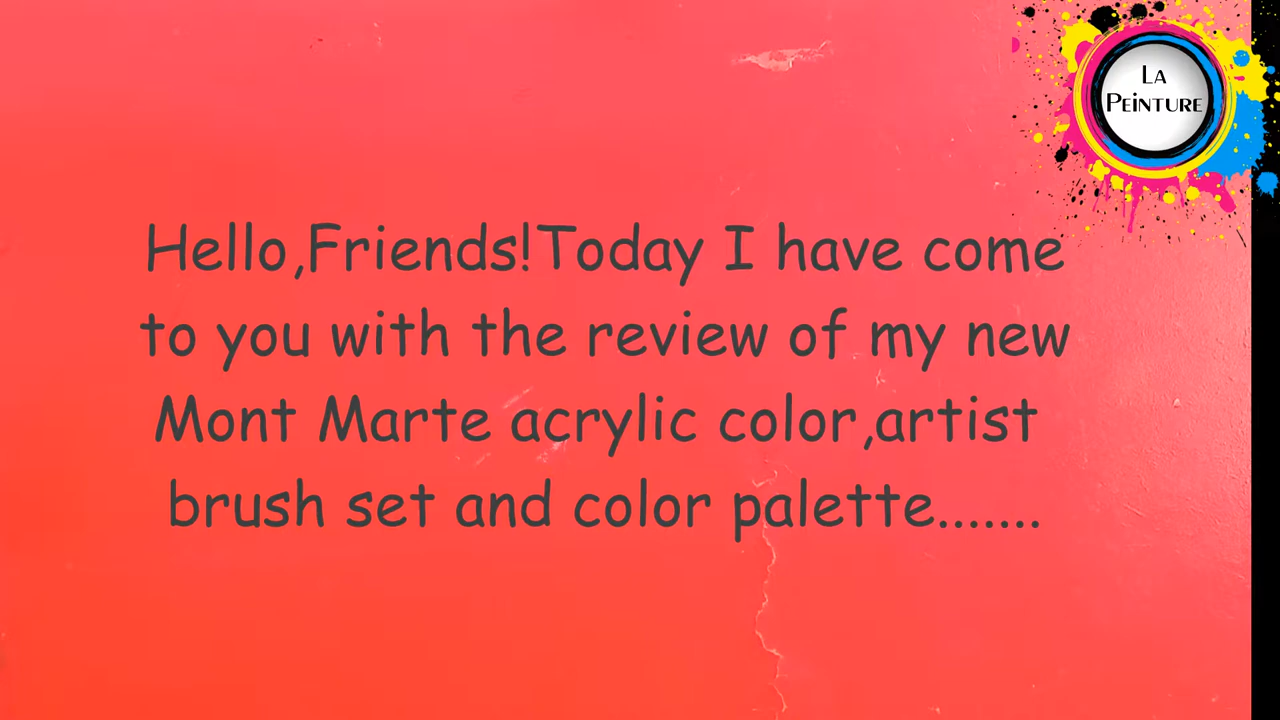 LA
PEINTURE
Hello,Friends!Today I have come
to you with the review of my new
Mont Marte acrylic color,artist
brush set and color palette.......